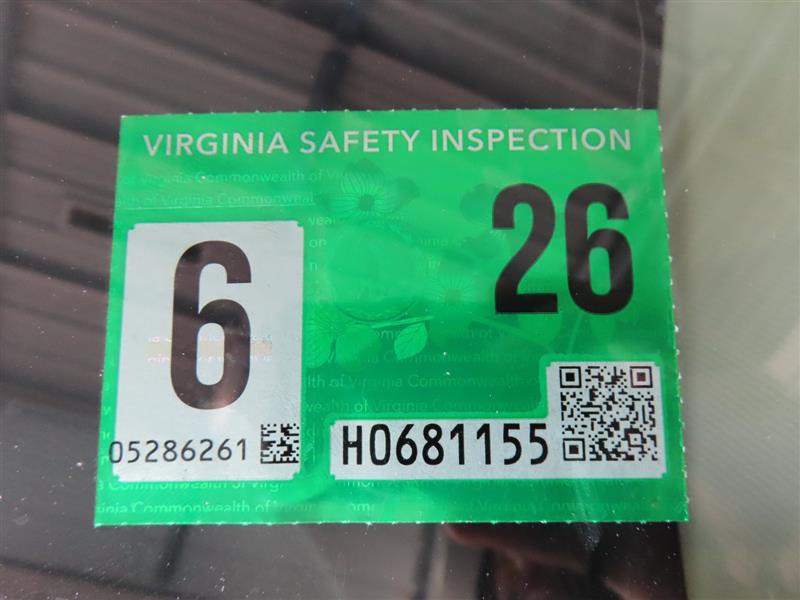 VIRGINIA SAFETY INSPECTION
26
6
05286261
H0681155